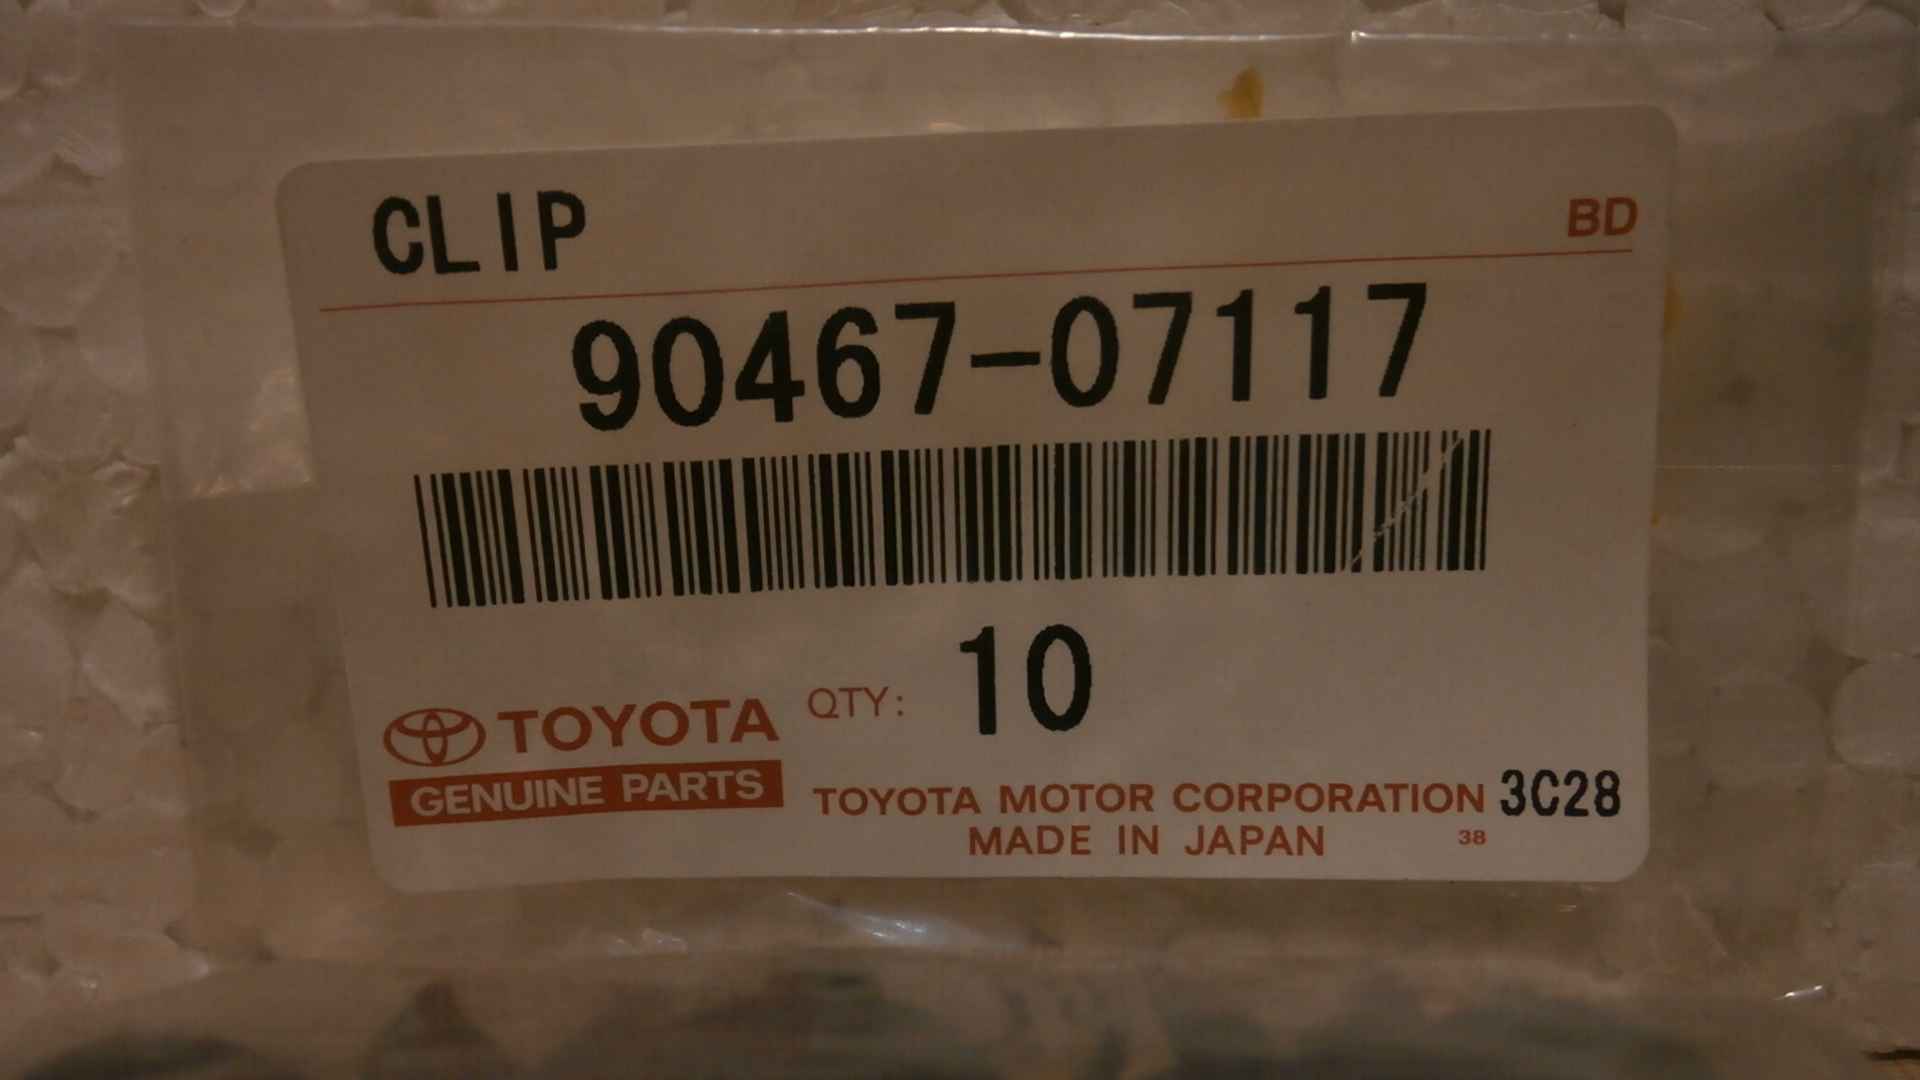 CLIP
BD
90467-07117
QTY: 10
TOYOTA
GENUINE PARTS
TOYOTA MOTOR CORPORATION 3C28
MADE IN JAPAN 38